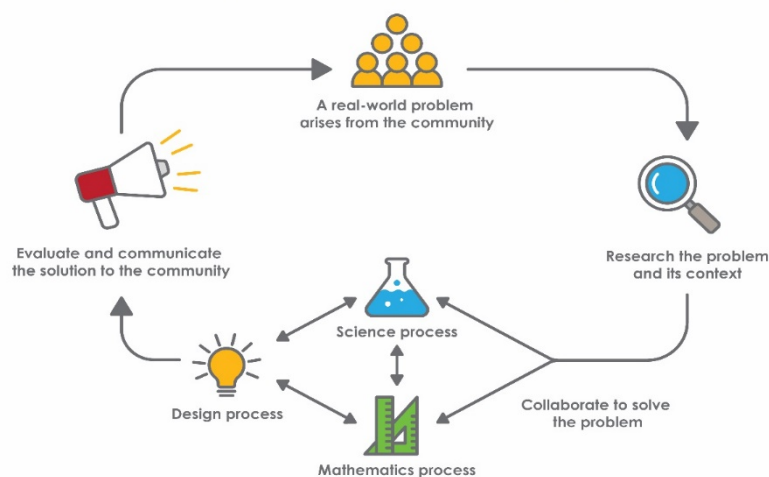 A real-world problem
arises from the community
Research the problem
and its context
Collaborate to solve
the problem
Science process
Mathematics process
Design process
Evaluate and communicate
the solution to the community